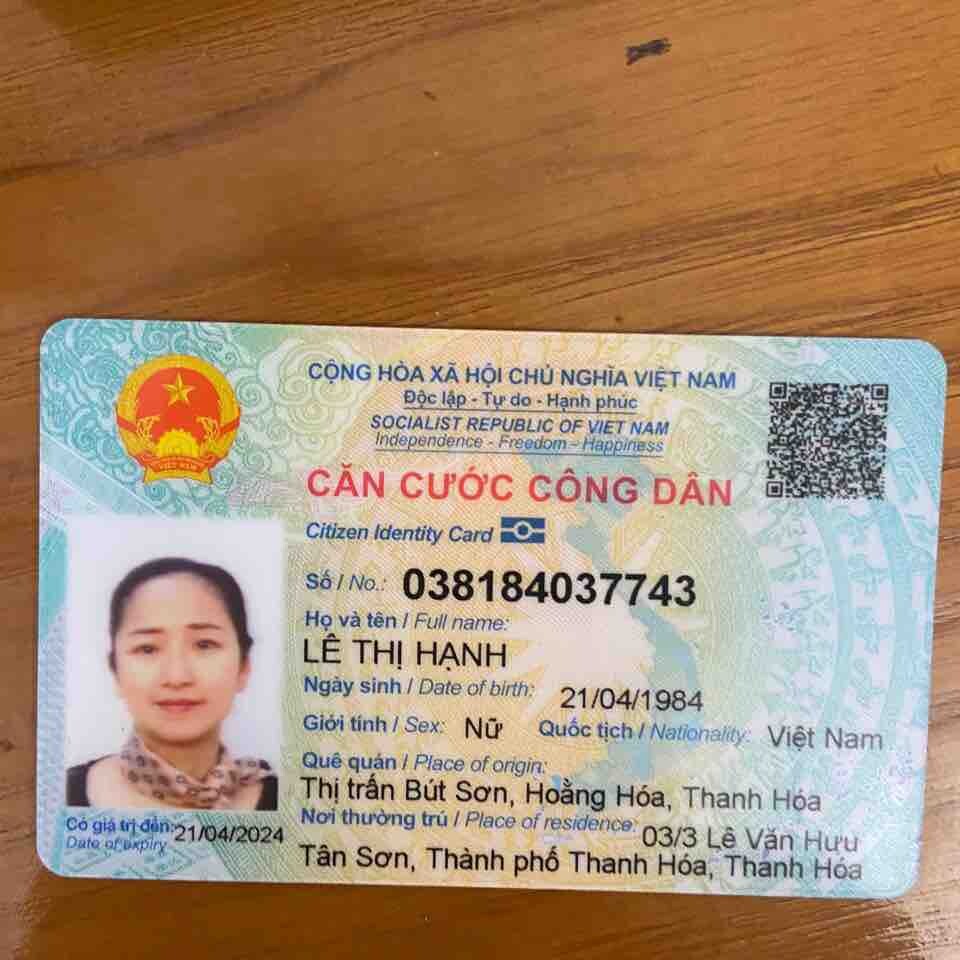 CỘNG HÒA XÃ HỘI CHỦ NGHĨA VIỆT NAM
Độc lập - Tự do - Hạnh phúc
SOCIALIST REPUBLIC OF VIET NAM
Independence - Freedom - Happiness
CĂN CƯỚC CÔNG DÂN
Citizen Identity Card
VIỆT NAM
Số / No.: 038184037743
Họ và tên / Full name:
LÊ THỊ HẠNH
Ngày sinh / Date of birth: 21/04/1984
Giới tính / Sex: Nữ Quốc tịch / Nationality: Việt Nam
Quê quán / Place of origin:
Thị trấn Bút Sơn, Hoằng Hóa, Thanh Hóa
Nơi thường trú / Place of residence: 03/3 Lê Văn Hưu
Tân Sơn, Thành phố Thanh Hóa, Thanh Hóa
Có giá trị đến: 21/04/2024
Date of expiry